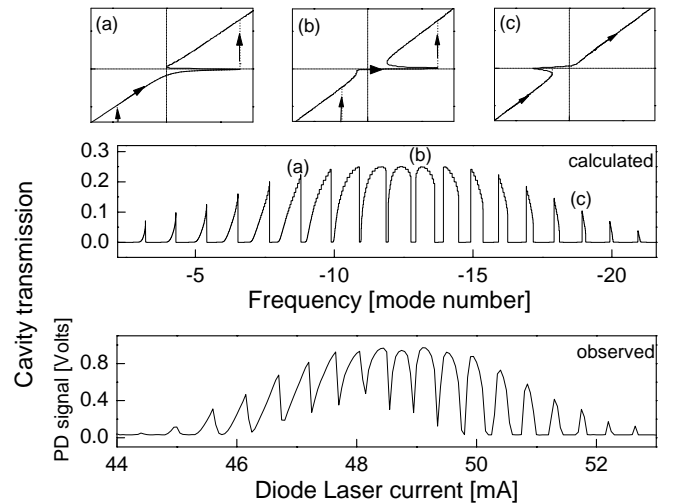 (a)
(b)
(c)
0.3
0.2
0.1
0.0
(a)
(b)
(c)
calculated
-5
-10
-15
-20
Frequency [mode number]
Cavity transmission
PD signal [Volts]
0.8
0.4
0.0
observed
44
46
48
50
52
Diode Laser current [mA]